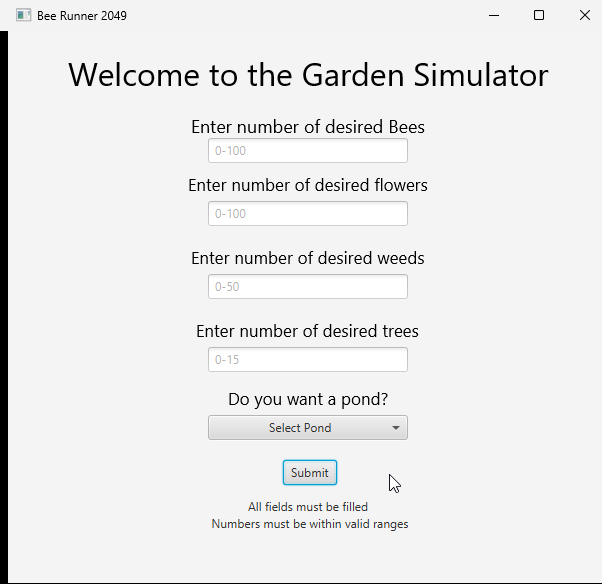 Bee Runner 2049
Welcome to the Garden Simulator
Enter number of desired Bees
0-100
Enter number of desired flowers
0-100
Enter number of desired weeds
0-50
Enter number of desired trees
0-15
Do you want a pond?
Select Pond
Submit
All fields must be filled
Numbers must be within valid ranges